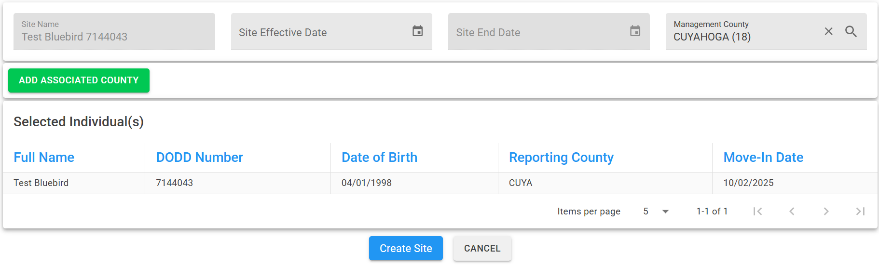 Site Name
Test Bluebird 7144043
Site Effective Date
Site End Date
Management County
CUYAHOGA (18)
ADD ASSOCIATED COUNTY
Selected Individual(s)
Full Name DODD Number Date of Birth Reporting County Move-In Date
Test Bluebird 7144043 04/01/1998 CUYA 10/02/2025
Items per page 5 1-1 of 1
Create Site CANCEL